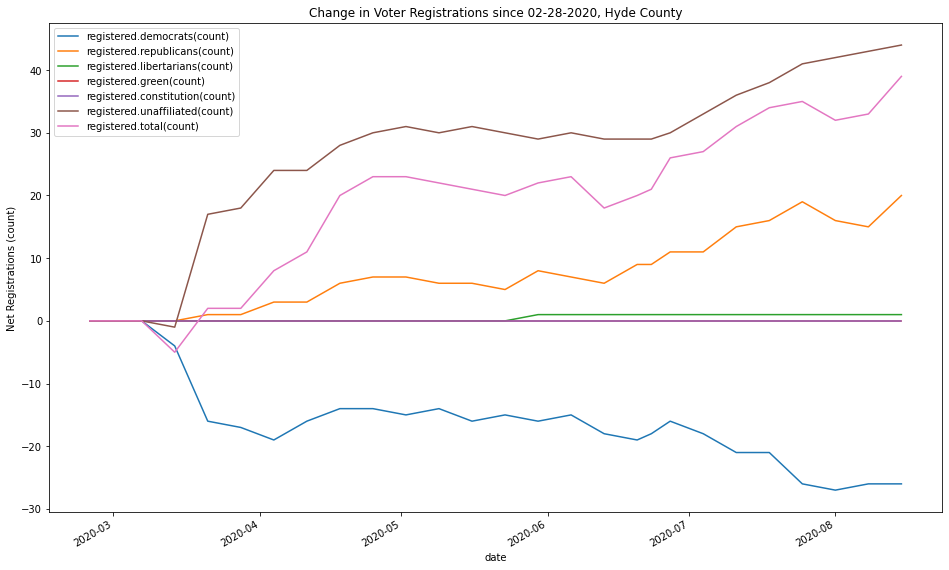 Change in Voter Registrations since 02-28-2020, Hyde County
registered.democrats(count)
registered.republicans(count)
registered.libertarians(count)
registered.green(count)
registered.constitution(count)
registered.unaffiliated(count)
registered.total(count)
Net Registrations (count)
40
30
20
10
0
−10
−20
−30
2020-03
2020-04
2020-05
2020-06
2020-07
2020-08
date